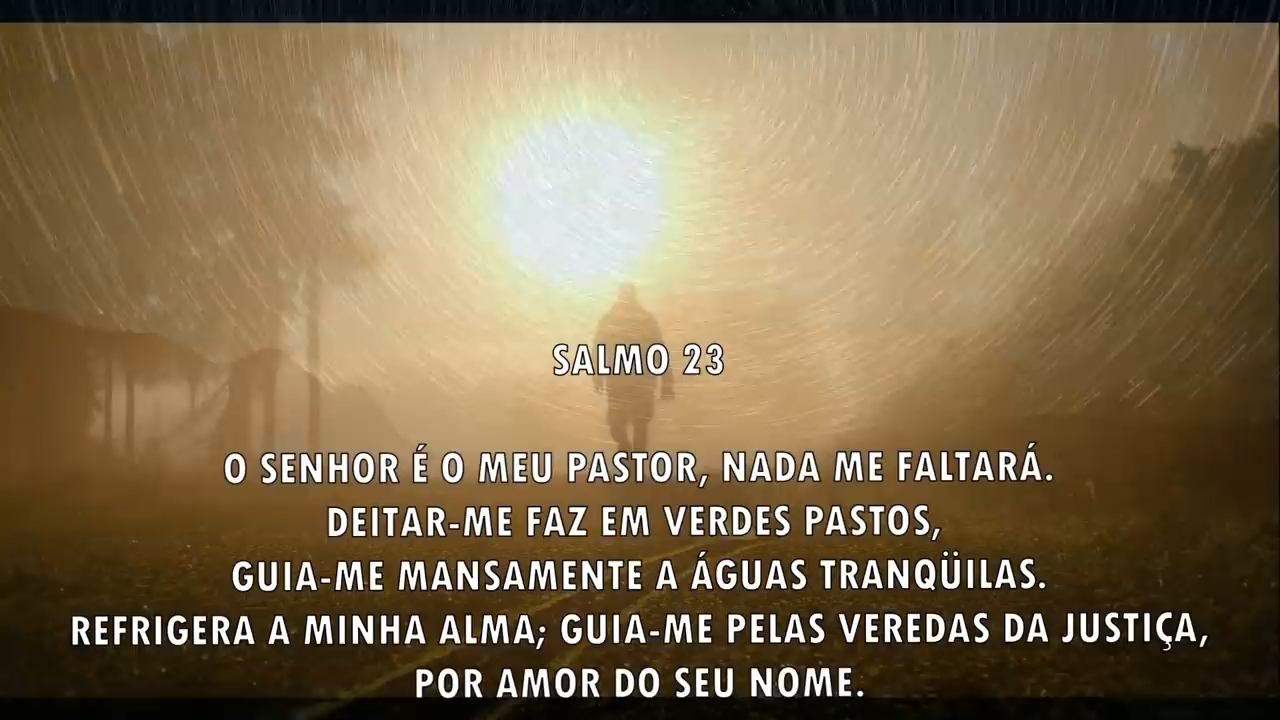 SALMO 23
O SENHOR É O MEU PASTOR, NADA ME FALTARÁ.
DEITAR-ME FAZ EM VERDES PASTOS,
GUIA-ME MANSAMENTE A ÁGUAS TRANQÜILAS.
REFRIGERA A MINHA ALMA; GUIA-ME PELAS VEREDAS DA JUSTIÇA,
POR AMOR DO SEU NOME.